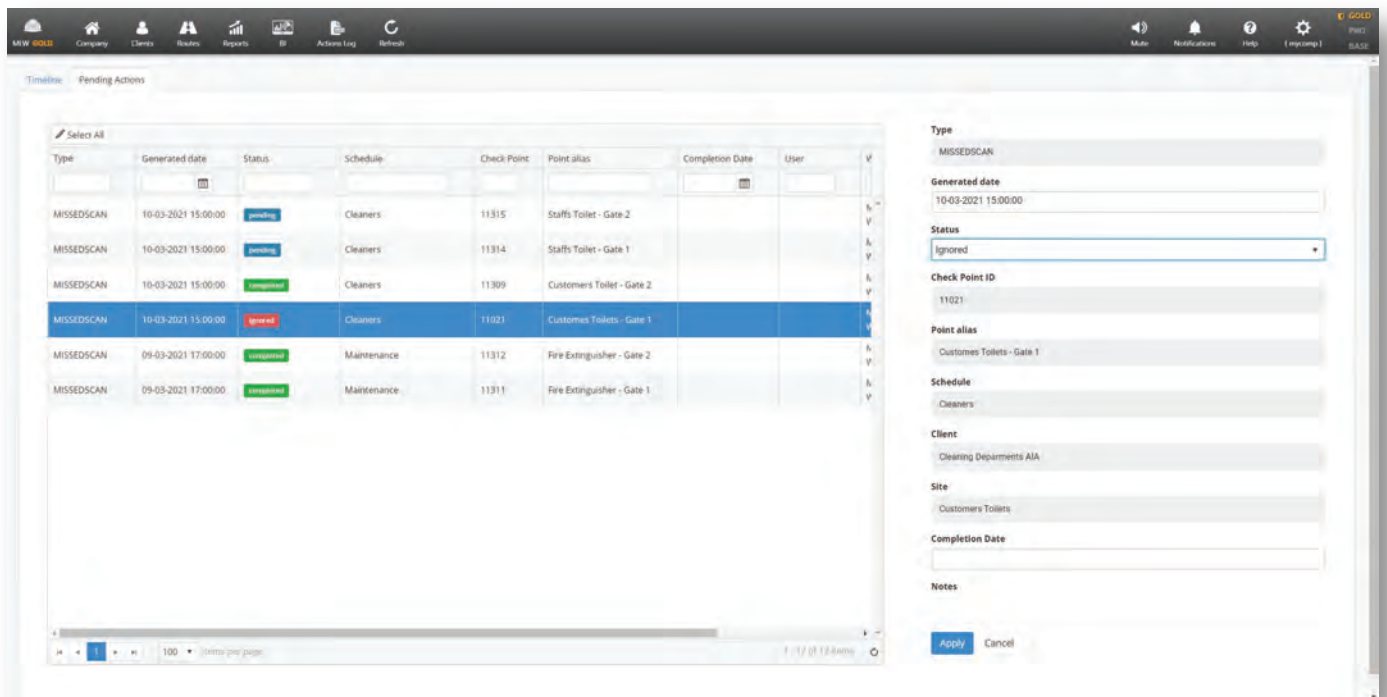 GOLD
MLW GOLD Company Clients Routes Reports BI Actions Log Refresh Mute Notifications Help ( mycomp ) PRO
BASE
Timeline Pending Actions
Select All
Type Generated date Status Schedule Check Point Point alias Completion Date User
MISSEDSCAN 10-03-2021 15:00:00 pending Cleaners 11315 Staffs Toilet - Gate 2
MISSEDSCAN 10-03-2021 15:00:00 pending Cleaners 11314 Staffs Toilet - Gate 1
MISSEDSCAN 10-03-2021 15:00:00 completed Cleaners 11309 Customers Toilet - Gate 2
MISSEDSCAN 10-03-2021 15:00:00 ignored Cleaners 11021 Customes Toilets - Gate 1
MISSEDSCAN 09-03-2021 17:00:00 completed Maintenance 11312 Fire Extinguisher - Gate 2
MISSEDSCAN 09-03-2021 17:00:00 completed Maintenance 11311 Fire Extinguisher - Gate 1
1 100 items per page
Type
MISSEDSCAN
Generated date
10-03-2021 15:00:00
Status
Ignored
Check Point ID
11021
Point alias
Customes Toilets - Gate 1
Schedule
Cleaners
Client
Cleaning Deparments AIA
Site
Customers Toilets
Completion Date
Notes
Apply Cancel